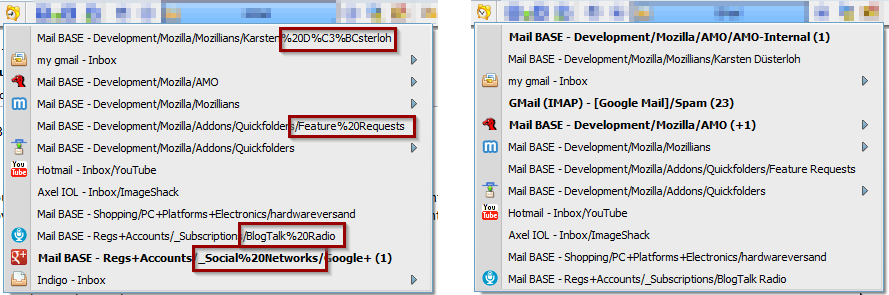 Mail BASE - Development/Mozilla/Mozillians/Karsten%20D%C3%BCsterloh
my gmail - Inbox
Mail BASE - Development/Mozilla/AMO
Mail BASE - Development/Mozilla/Mozillians
Mail BASE - Development/Mozilla/Addons/Quickfolders/Feature%20Requests
Mail BASE - Development/Mozilla/Addons/Quickfolders
You Tube
Hotmail - Inbox/YouTube
Axel IOL - Inbox/ImageShack
Mail BASE - Shopping/PC+Platforms+Electronics/hardwareversand
Mail BASE - Regs+Accounts/_Subscriptions/BlogTalk%20Radio
g+
Mail BASE - Regs+Accounts/_Social%20Networks/Google+ (1)
Indigo - Inbox
Mail BASE - Development/Mozilla/AMO/AMO-Internal (1)
Mail BASE - Development/Mozilla/Mozillians/Karsten Düsterloh
my gmail - Inbox
GMail (IMAP) - [Google Mail]/Spam (23)
Mail BASE - Development/Mozilla/AMO (+1)
Mail BASE - Development/Mozilla/Mozillians
Mail BASE - Development/Mozilla/Addons/Quickfolders/Feature Requests
Mail BASE - Development/Mozilla/Addons/Quickfolders
You Tube
Hotmail - Inbox/YouTube
Axel IOL - Inbox/ImageShack
Mail BASE - Shopping/PC+Platforms+Electronics/hardwareversand
Mail BASE - Regs+Accounts/_Subscriptions/BlogTalk Radio